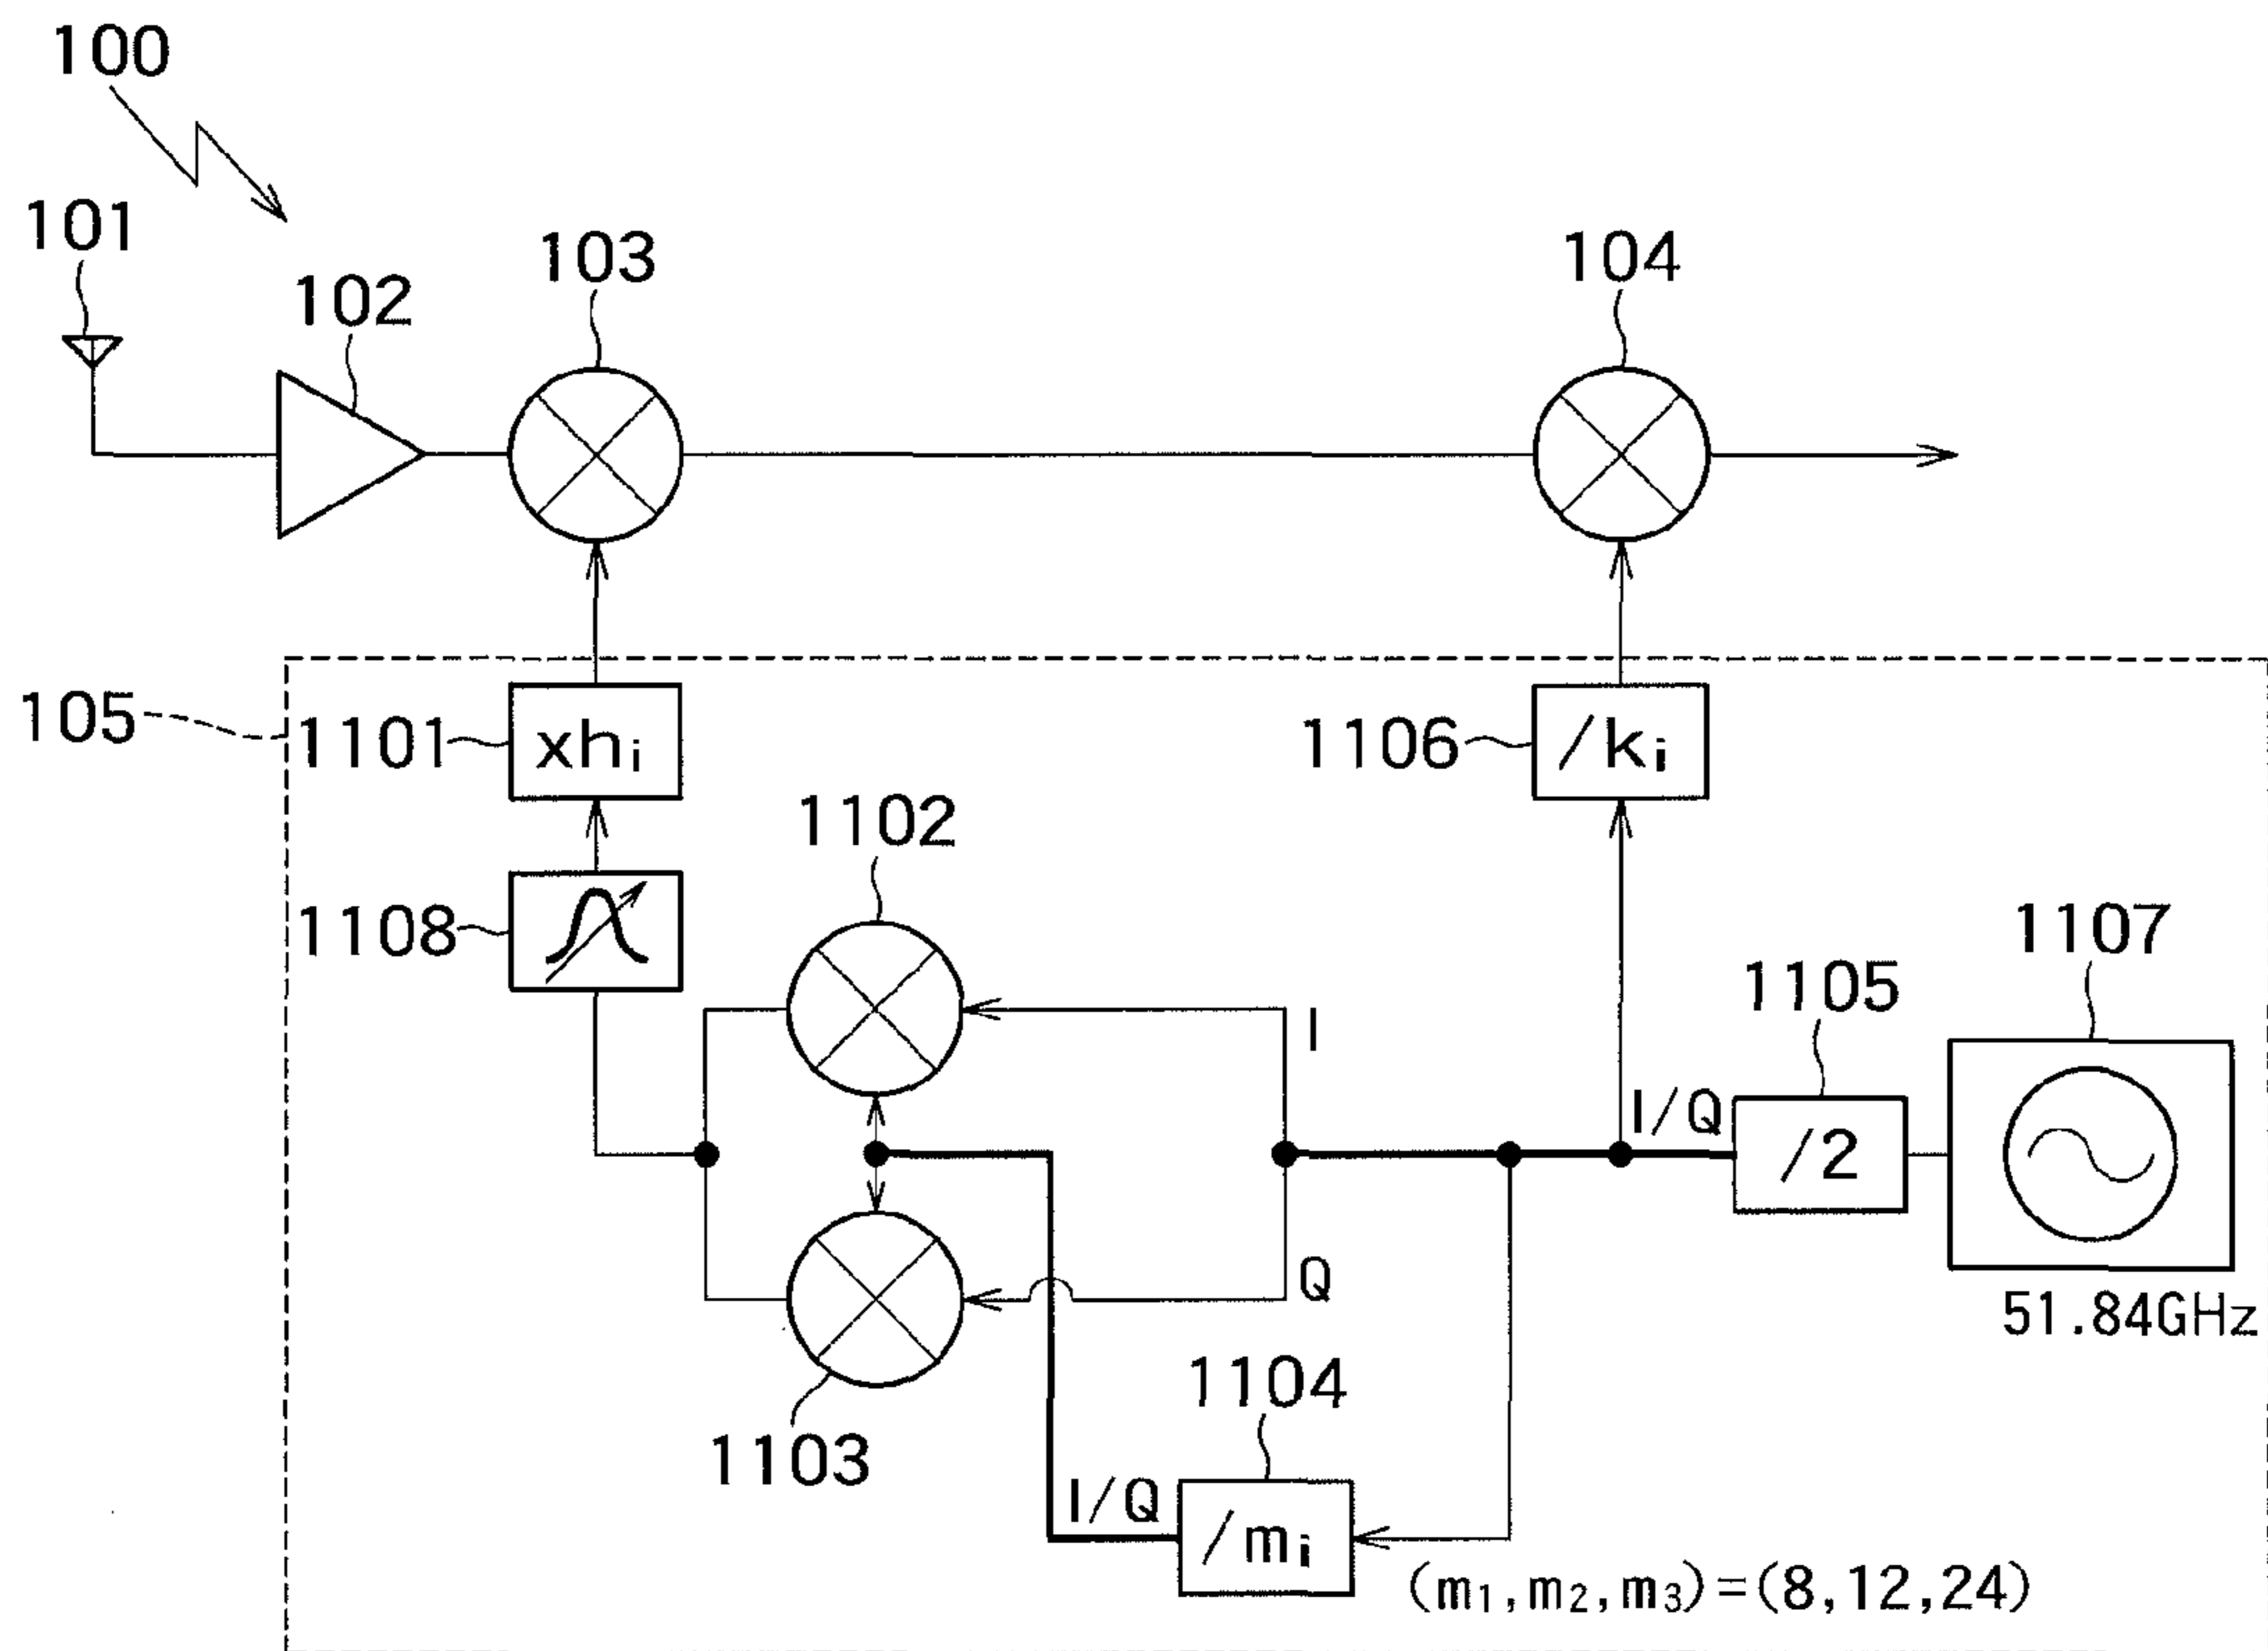 100
101
102
103
104
105
1101
xhi
1106
/ki
1102
1108
1107
1105
I
I/Q
/2
Q
51.84GHz
1104
1103
I/Q
/mi
(m1,m2,m3)=(8,12,24)